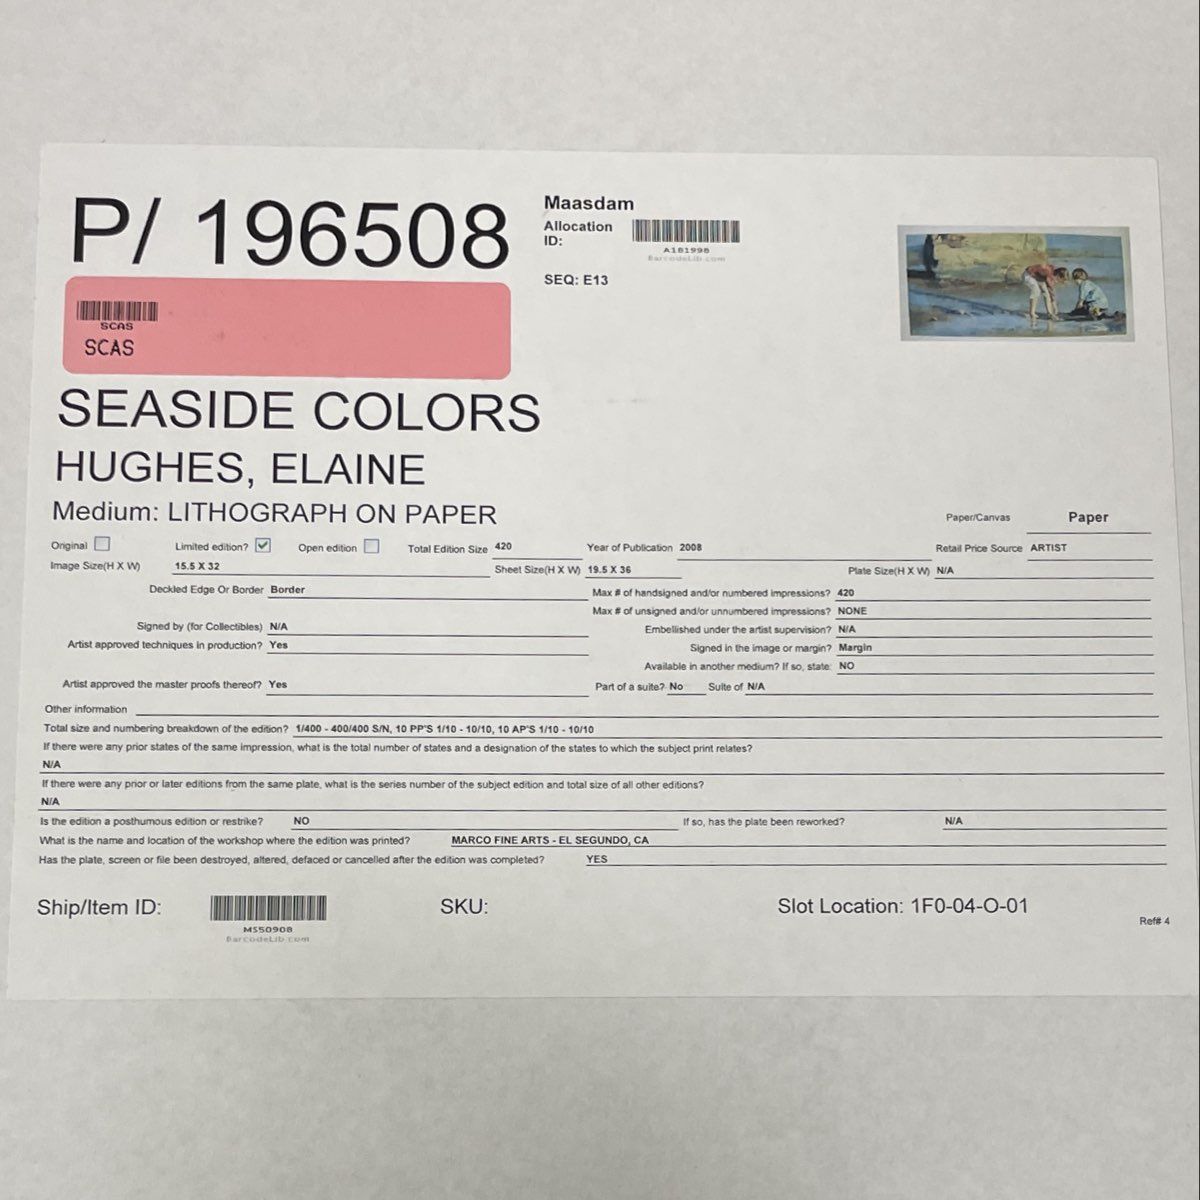 P/ 196508
Maasdam
Allocation ID:
A181998
BarcodeLib.com
SEQ: E13
SCAS
SCAS
SEASIDE COLORS
HUGHES, ELAINE
Medium: LITHOGRAPH ON PAPER
Paper/Canvas Paper
Original Limited edition? Open edition Total Edition Size 420 Year of Publication 2008 Retail Price Source ARTIST
Image Size(H X W) 15.5 X 32 Sheet Size(H X W) 19.5 X 36 Plate Size(H X W) N/A
Deckled Edge Or Border Border Max # of handsigned and/or numbered impressions? 420
Max # of unsigned and/or unnumbered impressions? NONE
Signed by (for Collectibles) N/A Embellished under the artist supervision? N/A
Artist approved techniques in production? Yes Signed in the image or margin? Margin
Available in another medium? If so, state: NO
Artist approved the master proofs thereof? Yes Part of a suite? No Suite of N/A
Other information
Total size and numbering breakdown of the edition? 1/400 - 400/400 S/N, 10 PP'S 1/10 - 10/10, 10 AP'S 1/10 - 10/10
If there were any prior states of the same impression, what is the total number of states and a designation of the states to which the subject print relates?
N/A
If there were any prior or later editions from the same plate, what is the series number of the subject edition and total size of all other editions?
N/A
Is the edition a posthumous edition or restrike? NO If so, has the plate been reworked? N/A
What is the name and location of the workshop where the edition was printed? MARCO FINE ARTS - EL SEGUNDO, CA
Has the plate, screen or file been destroyed, altered, defaced or cancelled after the edition was completed? YES
Ship/Item ID: SKU: Slot Location: 1F0-04-O-01
MS50908
BarcodeLib.com
Ref# 4